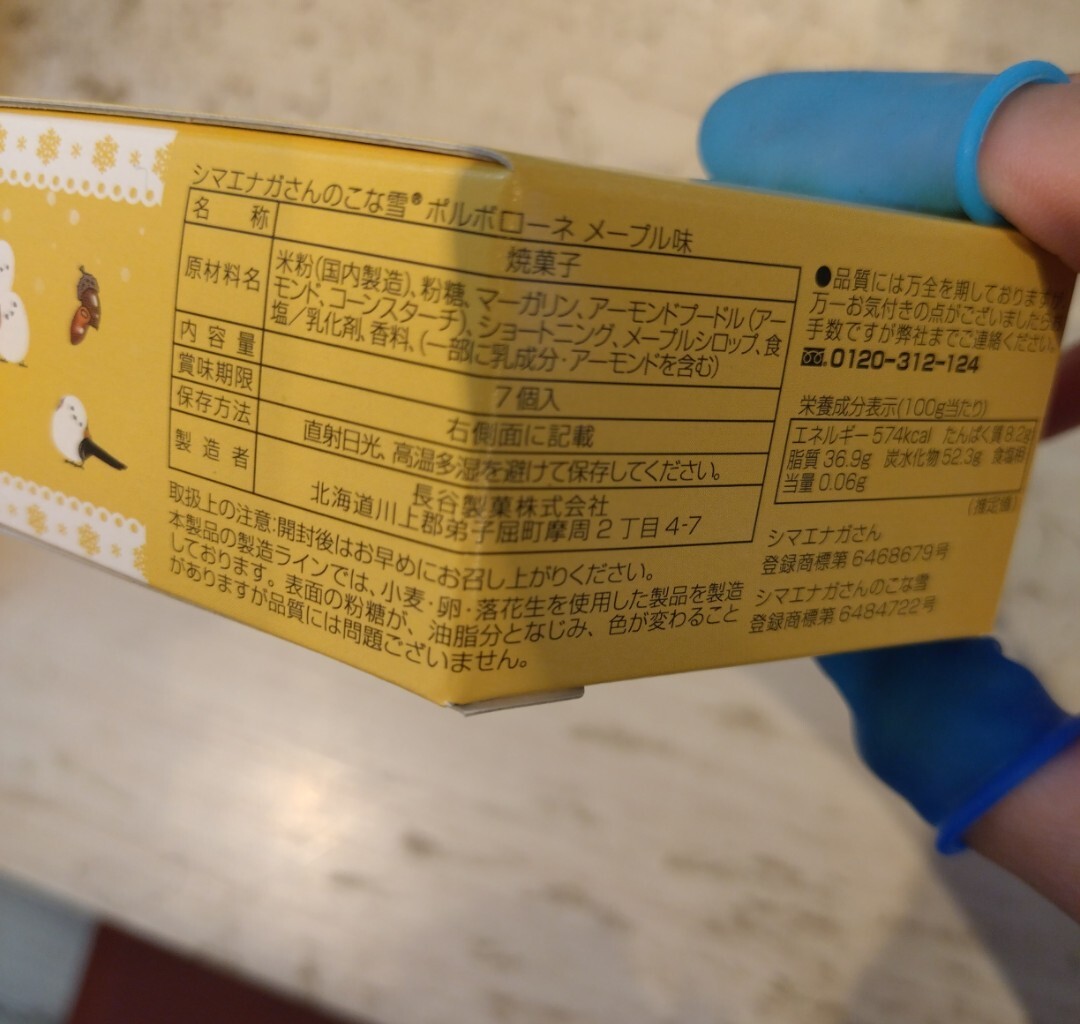 シマエナガさんのこな雪® ポルボローネ メープル味
名 称 焼菓子
原材料名 米粉(国内製造)、粉糖、マーガリン、アーモンドプードル(アー
モンド、コーンスターチ)、ショートニング、メープルシロップ、食
塩／乳化剤、香料、(一部に乳成分・アーモンドを含む)
内 容 量 7個入
賞味期限 右側面に記載
保存方法 直射日光、高温多湿を避けて保存してください。
製 造 者 長谷製菓株式会社
北海道川上郡弟子屈町摩周2丁目4-7
取扱上の注意:開封後はお早めにお召し上がりください。
本製品の製造ラインでは、小麦・卵・落花生を使用した製品を製造
しております。表面の粉糖が、油脂分となじみ、色が変わること
がありますが品質には問題ございません。
●品質には万全を期しております
万一お気付きの点がございましたら
手数ですが弊社までご連絡ください。
0120-312-124
栄養成分表示(100g当たり)
エネルギー 574kcal たんぱく質 8.2g
脂質 36.9g 炭水化物 52.3g 食塩相
当量 0.06g
(推定値)
シマエナガさん
登録商標第 6468679号
シマエナガさんのこな雪
登録商標第 6484722号